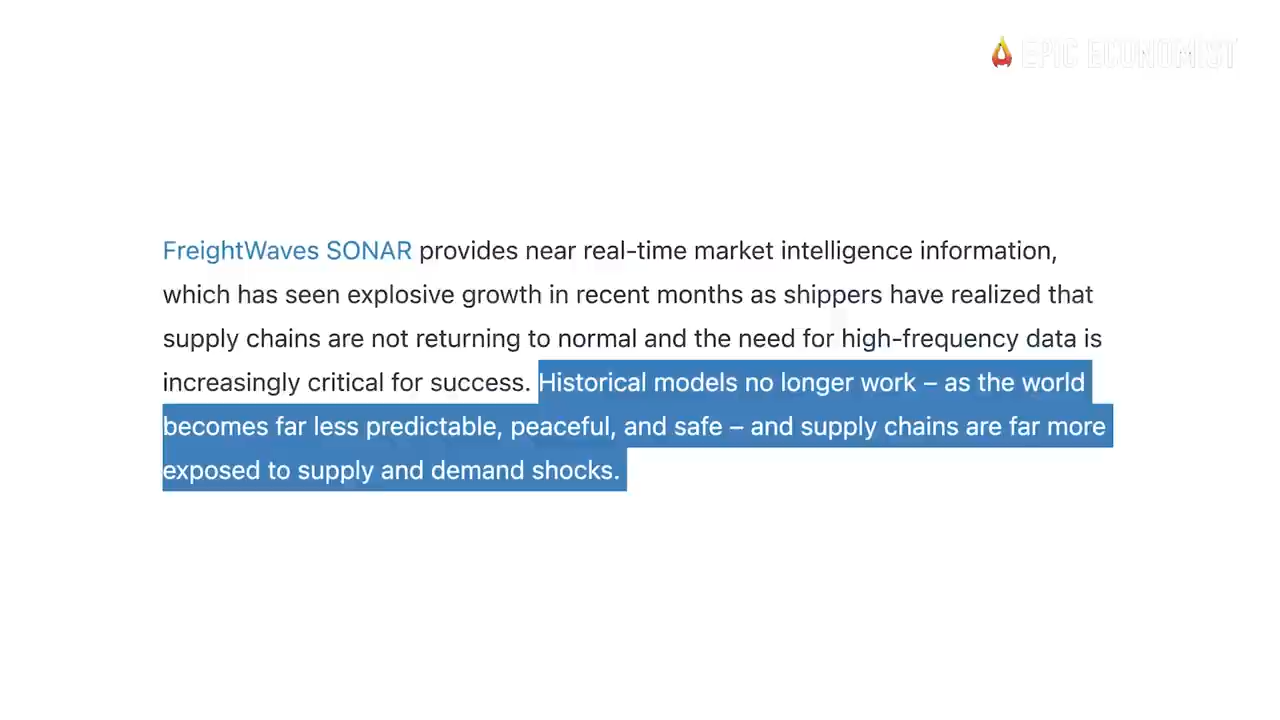 EPIC ECONOMIST
FreightWaves SONAR provides near real-time market intelligence information,
which has seen explosive growth in recent months as shippers have realized that
supply chains are not returning to normal and the need for high-frequency data is
increasingly critical for success. Historical models no longer work – as the world
becomes far less predictable, peaceful, and safe – and supply chains are far more
exposed to supply and demand shocks.